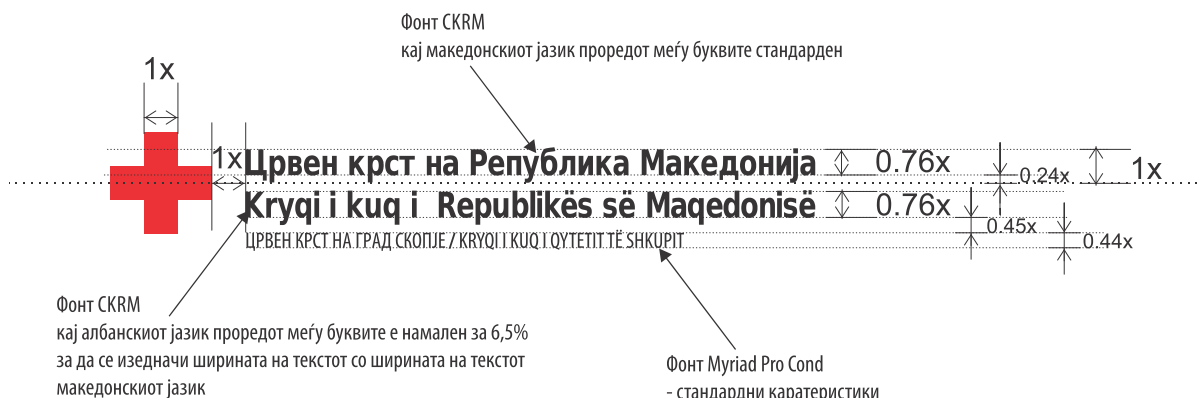 Фонт CKRM
кај македонскиот јазик проредот меѓу буквите стандарден
1x
1x
Црвен крст на Република Македонија
0.76x
0.24x
1x
Kryqi i kuq i Republikës së Maqedonisë
0.76x
0.45x
ЦРВЕН КРСТ НА ГРАД СКОПЈЕ / KRYQI I KUQ I QYTETIT TË SHKUPIT
0.44x
Фонт CKRM
кај албанскиот јазик проредот меѓу буквите е намален за 6,5%
за да се изедначи ширината на текстот со ширината на текстот
македонскиот јазик
Фонт Myriad Pro Cond
- стандардни каратеристики